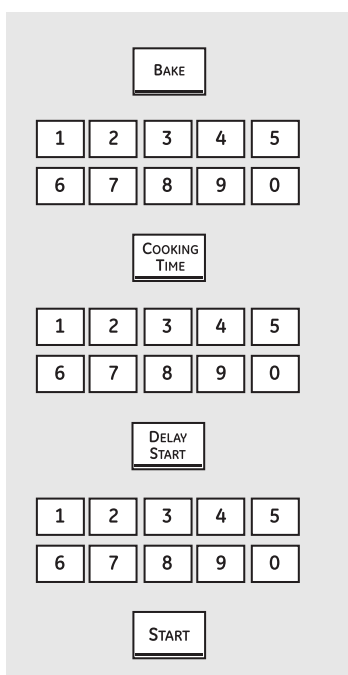 BAKE
1 2 3 4 5
6 7 8 9 0
COOKING
TIME
1 2 3 4 5
6 7 8 9 0
DELAY
START
1 2 3 4 5
6 7 8 9 0
START